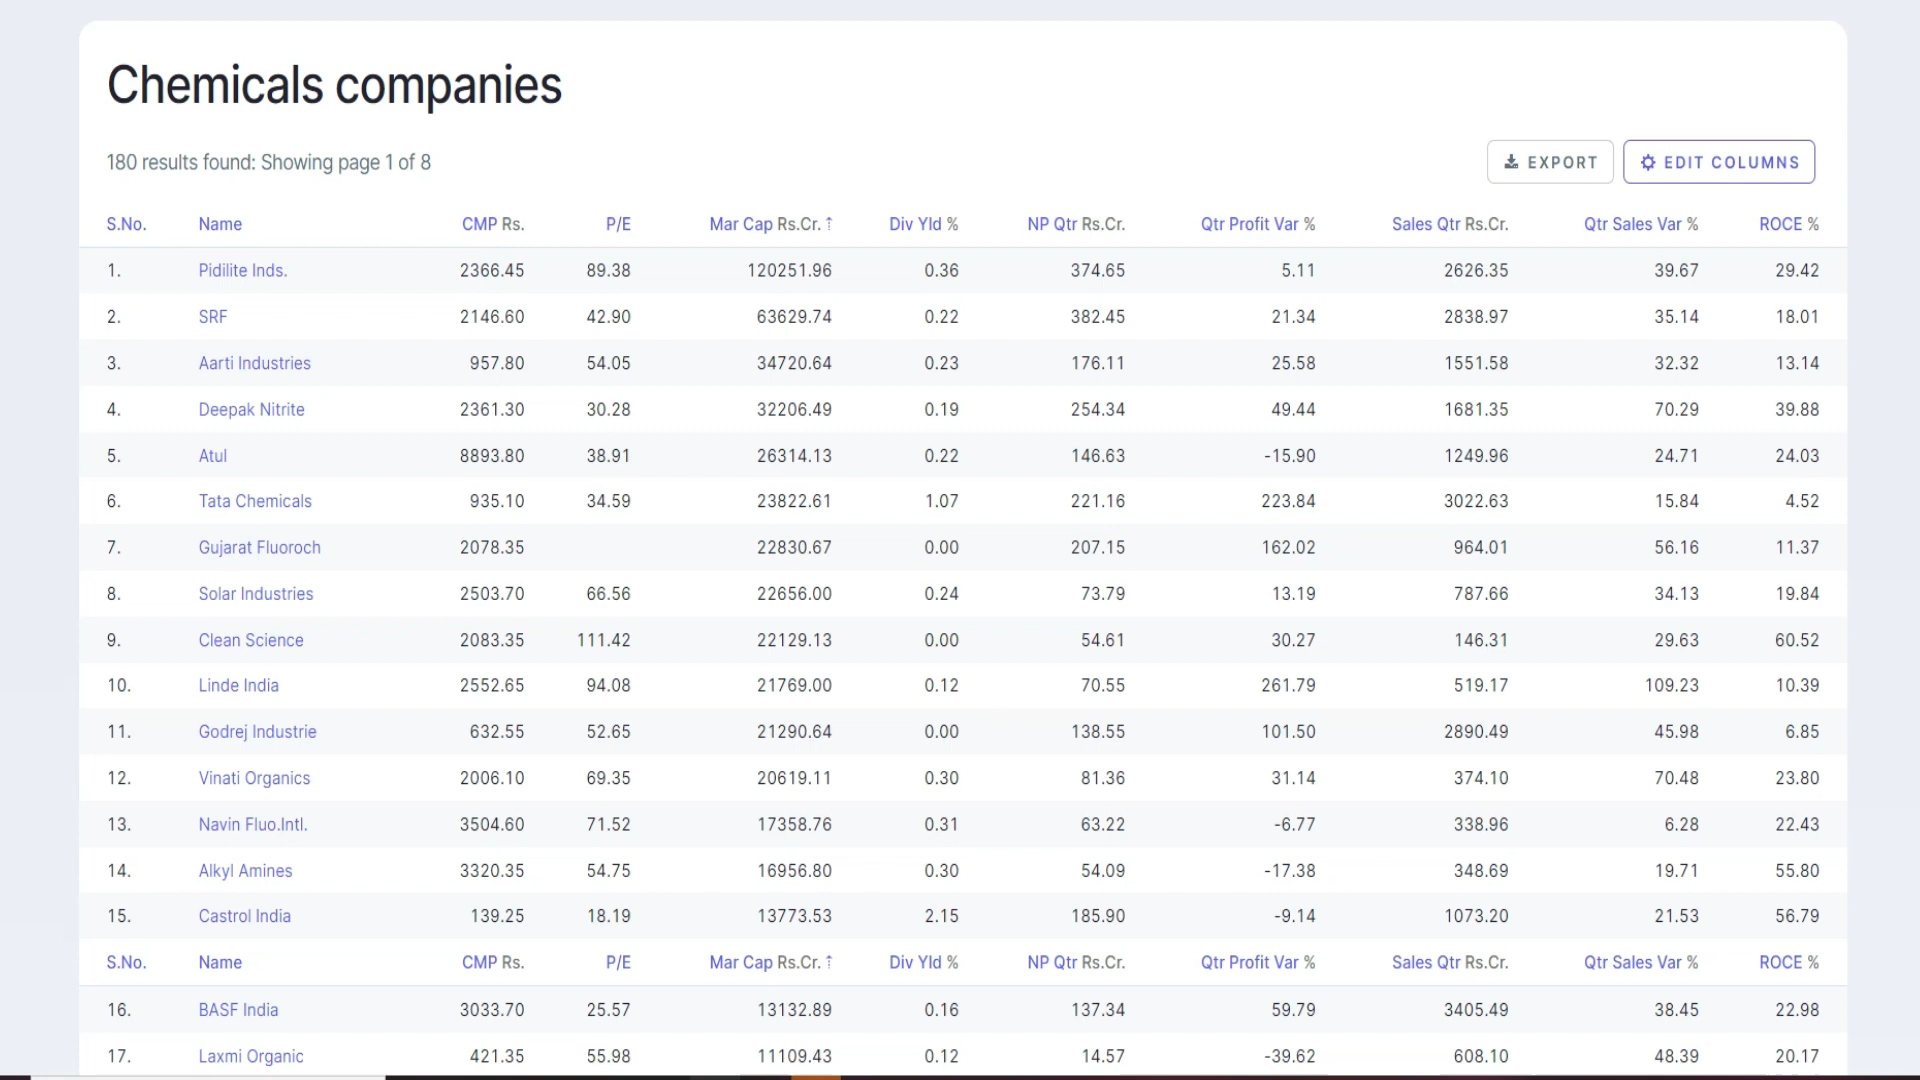 Chemicals companies
180 results found: Showing page 1 of 8
EXPORT EDIT COLUMNS
S.No. Name CMP Rs. P/E Mar Cap Rs.Cr. ↑ Div Yld % NP Qtr Rs.Cr. Qtr Profit Var % Sales Qtr Rs.Cr. Qtr Sales Var % ROCE %
1. Pidilite Inds. 2366.45 89.38 120251.96 0.36 374.65 5.11 2626.35 39.67 29.42
2. SRF 2146.60 42.90 63629.74 0.22 382.45 21.34 2838.97 35.14 18.01
3. Aarti Industries 957.80 54.05 34720.64 0.23 176.11 25.58 1551.58 32.32 13.14
4. Deepak Nitrite 2361.30 30.28 32206.49 0.19 254.34 49.44 1681.35 70.29 39.88
5. Atul 8893.80 38.91 26314.13 0.22 146.63 -15.90 1249.96 24.71 24.03
6. Tata Chemicals 935.10 34.59 23822.61 1.07 221.16 223.84 3022.63 15.84 4.52
7. Gujarat Fluoroch 2078.35 22830.67 0.00 207.15 162.02 964.01 56.16 11.37
8. Solar Industries 2503.70 66.56 22656.00 0.24 73.79 13.19 787.66 34.13 19.84
9. Clean Science 2083.35 111.42 22129.13 0.00 54.61 30.27 146.31 29.63 60.52
10. Linde India 2552.65 94.08 21769.00 0.12 70.55 261.79 519.17 109.23 10.39
11. Godrej Industrie 632.55 52.65 21290.64 0.00 138.55 101.50 2890.49 45.98 6.85
12. Vinati Organics 2006.10 69.35 20619.11 0.30 81.36 31.14 374.10 70.48 23.80
13. Navin Fluo.Intl. 3504.60 71.52 17358.76 0.31 63.22 -6.77 338.96 6.28 22.43
14. Alkyl Amines 3320.35 54.75 16956.80 0.30 54.09 -17.38 348.69 19.71 55.80
15. Castrol India 139.25 18.19 13773.53 2.15 185.90 -9.14 1073.20 21.53 56.79
S.No. Name CMP Rs. P/E Mar Cap Rs.Cr. ↑ Div Yld % NP Qtr Rs.Cr. Qtr Profit Var % Sales Qtr Rs.Cr. Qtr Sales Var % ROCE %
16. BASF India 3033.70 25.57 13132.89 0.16 137.34 59.79 3405.49 38.45 22.98
17. Laxmi Organic 421.35 55.98 11109.43 0.12 14.57 -39.62 608.10 48.39 20.17